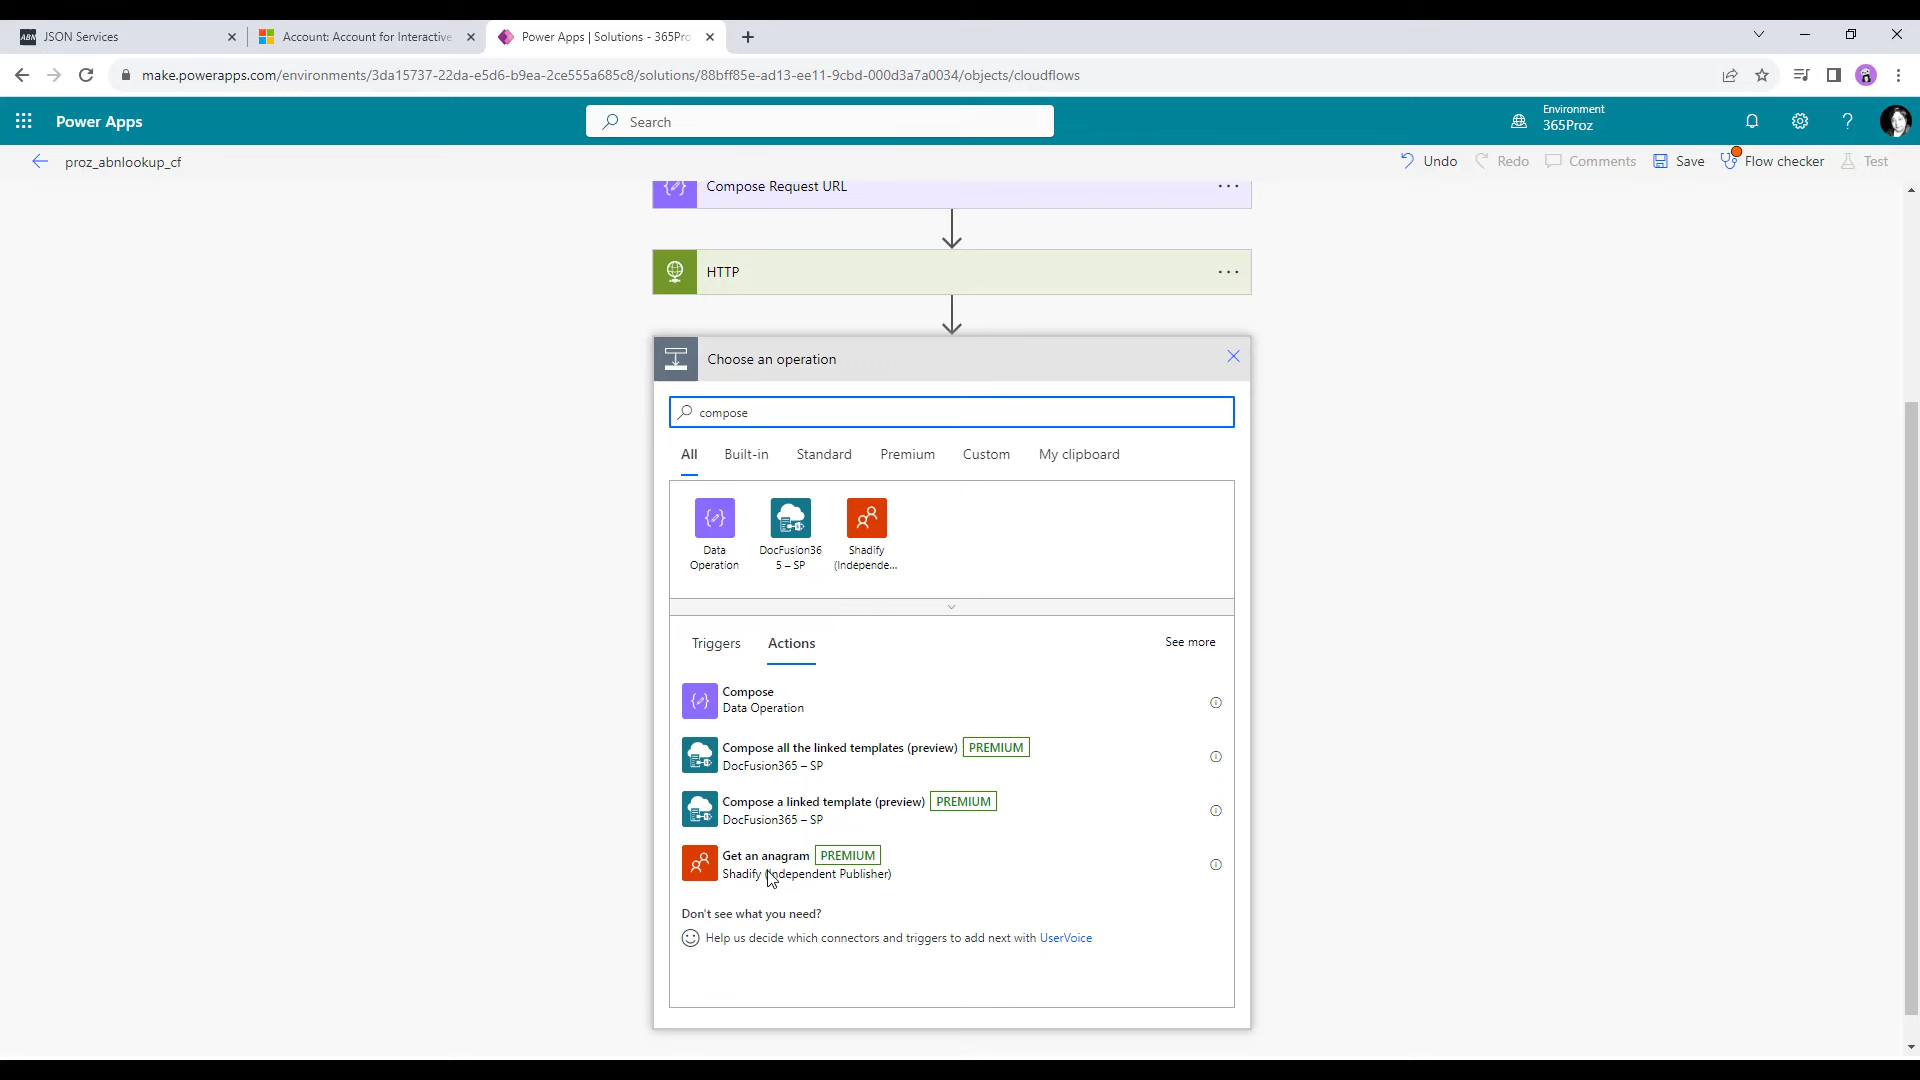 JSON Services
Account: Account for Interactive
Power Apps | Solutions - 365Pro
make.powerapps.com/environments/3da15737-22da-e5d6-b9ea-2ce555a685c8/solutions/88bff85e-ad13-ee11-9cbd-000d3a7a0034/objects/cloudflows
Power Apps
Search
Environment
365Proz
proz_abnlookup_cf
Undo
Redo
Comments
Save
Flow checker
Test
Compose Request URL
HTTP
Choose an operation
compose
All
Built-in
Standard
Premium
Custom
My clipboard
Data
Operation
DocFusion36
5 – SP
Shadify
(Independe...
Triggers
Actions
See more
Compose
Data Operation
Compose all the linked templates (preview) PREMIUM
DocFusion365 – SP
Compose a linked template (preview) PREMIUM
DocFusion365 – SP
Get an anagram PREMIUM
Shadify (Independent Publisher)
Don't see what you need?
Help us decide which connectors and triggers to add next with UserVoice